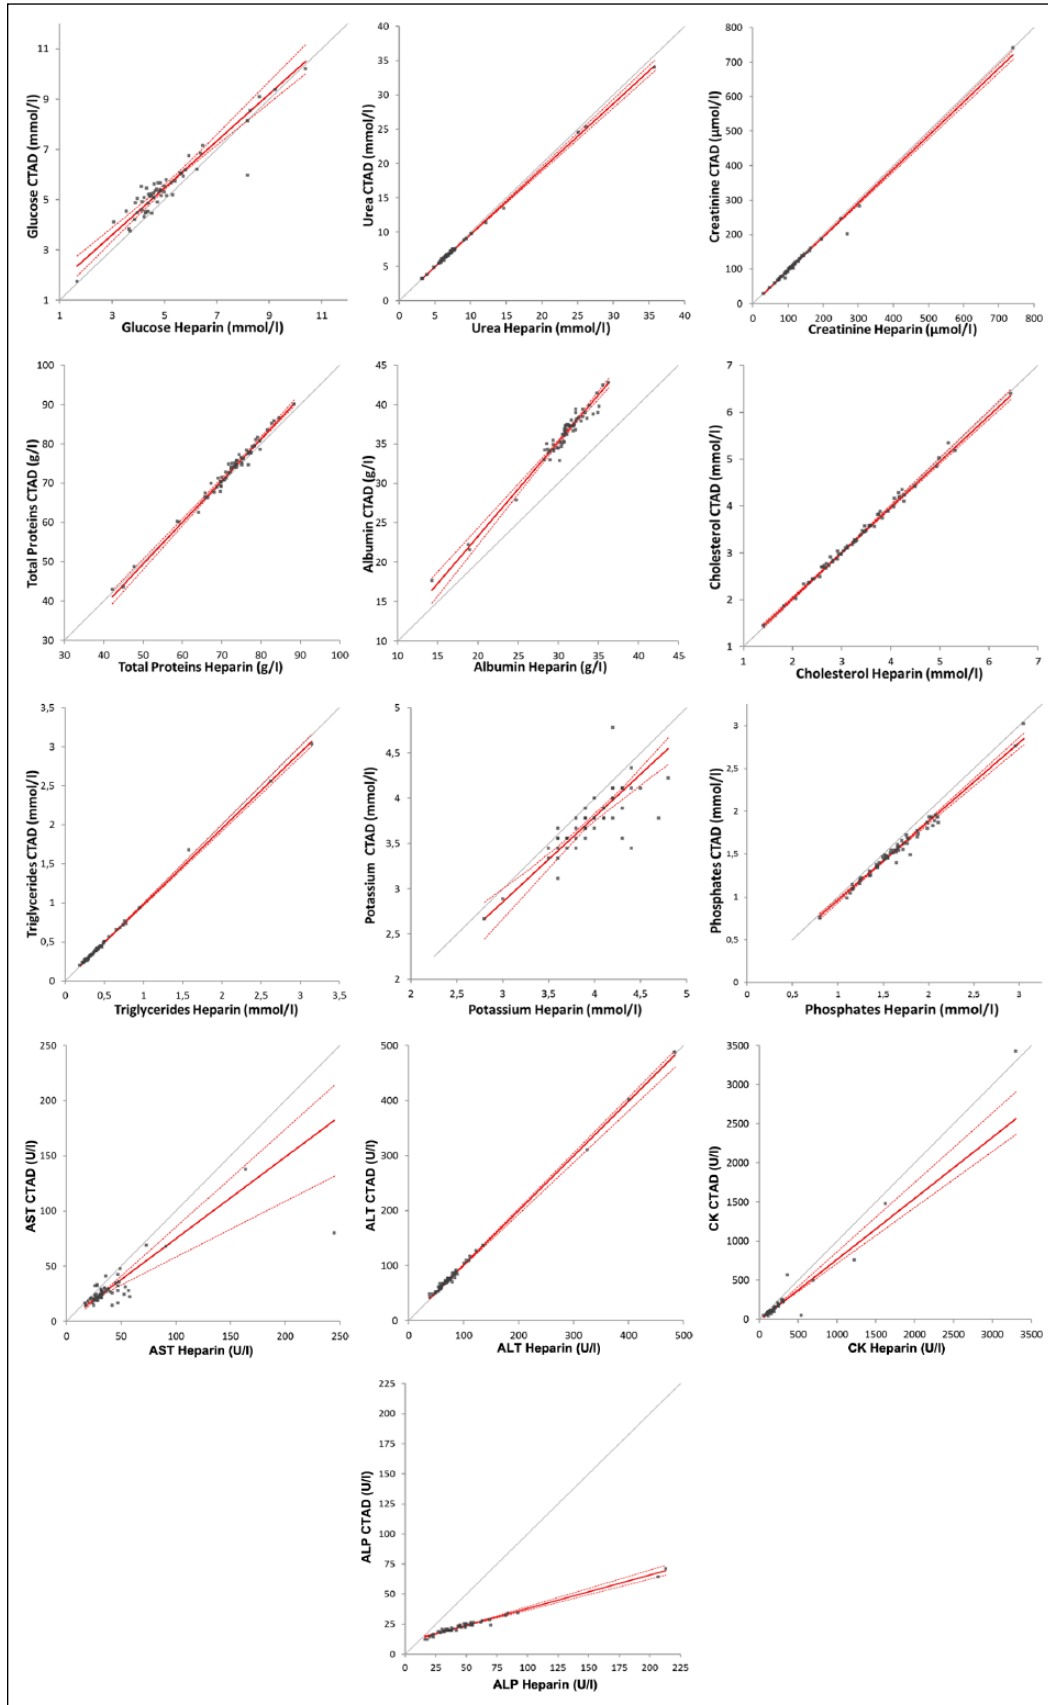 Glucose CTAD (mmol/l)
11
9
7
5
3
1
1 3 5 7 9 11
Glucose Heparin (mmol/l)
Urea CTAD (mmol/l)
40
35
30
25
20
15
10
5
0
0 5 10 15 20 25 30 35 40
Urea Heparin (mmol/l)
Creatinine CTAD (µmol/l)
800
700
600
500
400
300
200
100
0
0 100 200 300 400 500 600 700 800
Creatinine Heparin (µmol/l)
Total Proteins CTAD (g/l)
100
90
80
70
60
50
40
30
30 40 50 60 70 80 90 100
Total Proteins Heparin (g/l)
Albumin CTAD (g/l)
45
40
35
30
25
20
15
10
10 15 20 25 30 35 40 45
Albumin Heparin (g/l)
Cholesterol CTAD (mmol/l)
7
6
5
4
3
2
1
1 2 3 4 5 6 7
Cholesterol Heparin (mmol/l)
Triglycerides CTAD (mmol/l)
3,5
3
2,5
2
1,5
1
0,5
0
0 0,5 1 1,5 2 2,5 3 3,5
Triglycerides Heparin (mmol/l)
Potassium CTAD (mmol/l)
5
4,5
4
3,5
3
2,5
2
2 2,5 3 3,5 4 4,5 5
Potassium Heparin (mmol/l)
Phosphates CTAD (mmol/l)
3
2,5
2
1,5
1
0,5
0
0 0,5 1 1,5 2 2,5 3
Phosphates Heparin (mmol/l)
AST CTAD (U/l)
250
200
150
100
50
0
0 50 100 150 200 250
AST Heparin (U/l)
ALT CTAD (U/l)
500
400
300
200
100
0
0 100 200 300 400 500
ALT Heparin (U/l)
CK CTAD (U/l)
3500
3000
2500
2000
1500
1000
500
0
0 500 1000 1500 2000 2500 3000 3500
CK Heparin (U/l)
ALP CTAD (U/l)
225
200
175
150
125
100
75
50
25
0
0 25 50 75 100 125 150 175 200 225
ALP Heparin (U/l)